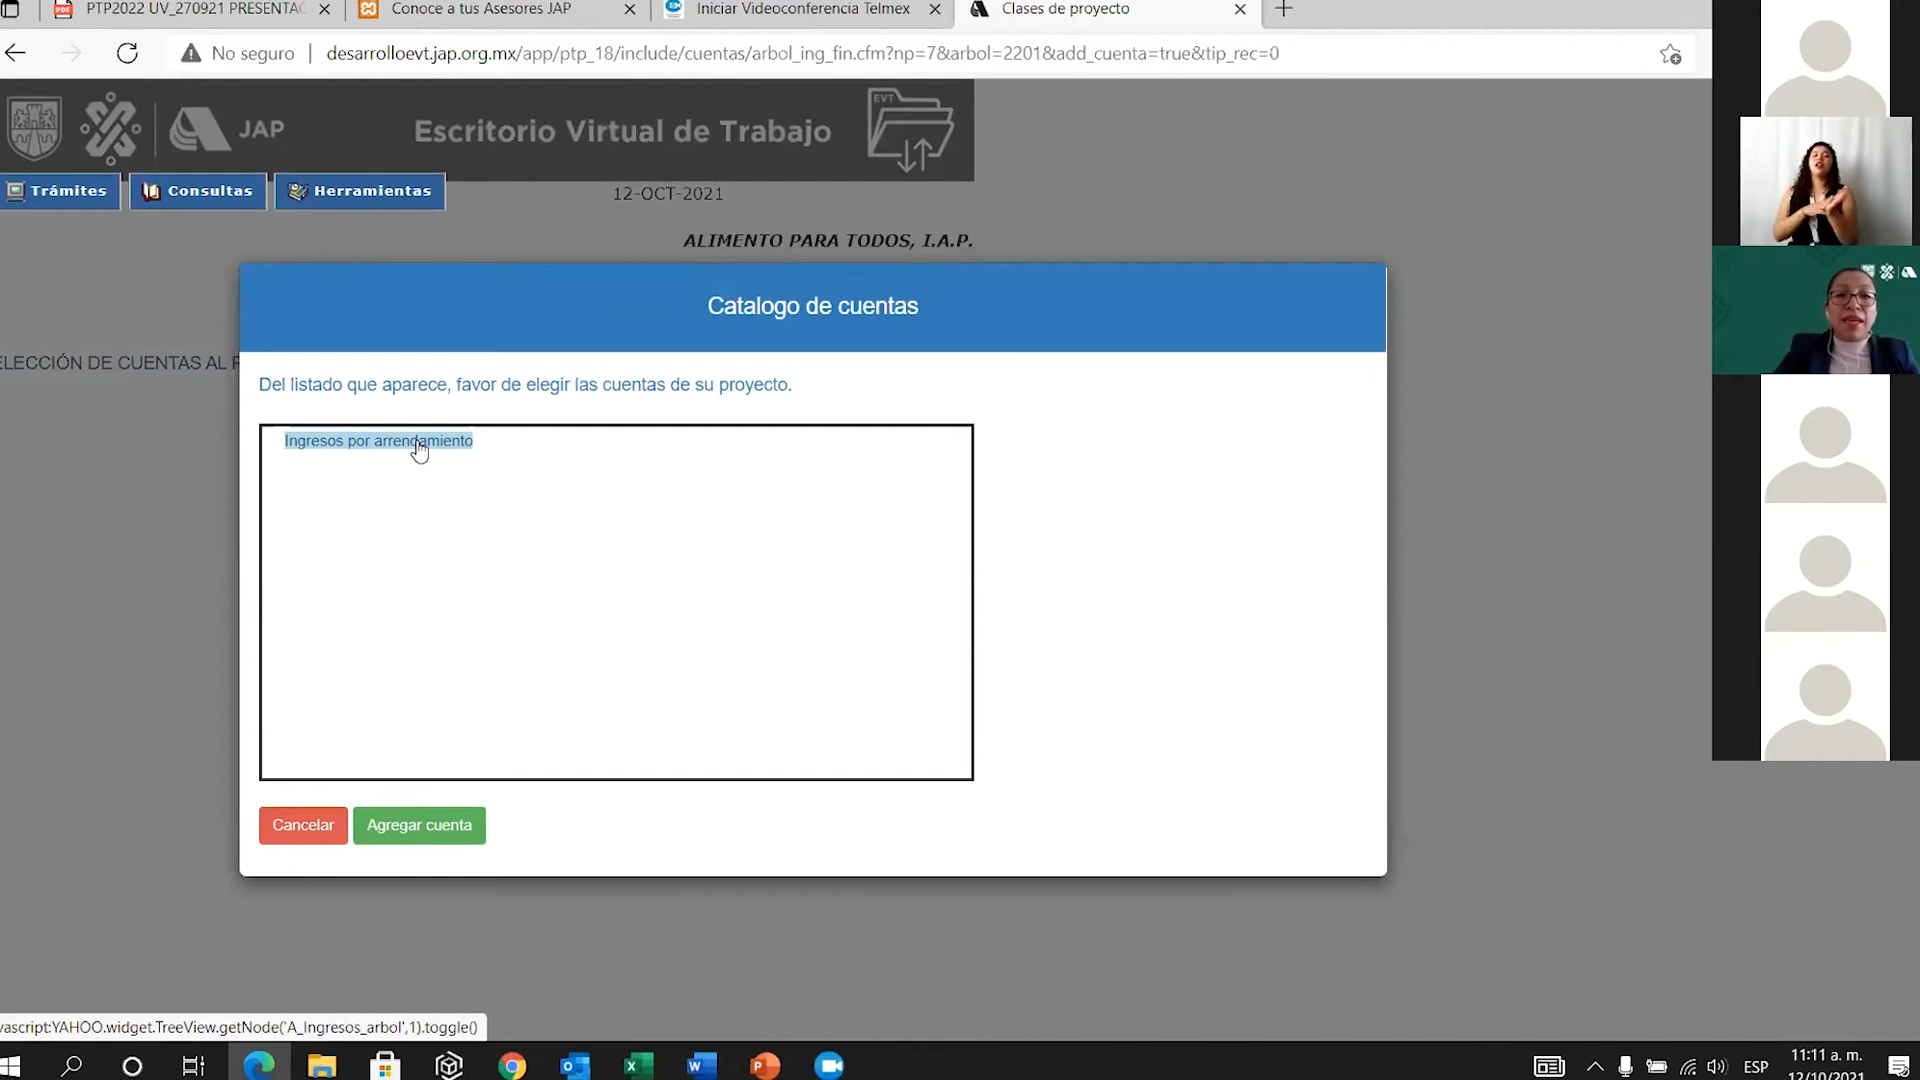 PTP2022 UV_270921 PRESENTAC
Conoce a tus Asesores JAP
Iniciar Videoconferencia Telmex
Clases de proyecto
No seguro
desarrolloevt.jap.org.mx/app/ptp_18/include/cuentas/arbol_ing_fin.cfm?np=7&arbol=2201&add_cuenta=true&tip_rec=0
JAP
Escritorio Virtual de Trabajo
EVT
Trámites
Consultas
Herramientas
12-OCT-2021
ALIMENTO PARA TODOS, I.A.P.
ELECCIÓN DE CUENTAS AL
Catalogo de cuentas
Del listado que aparece, favor de elegir las cuentas de su proyecto.
Ingresos por arrendamiento
Cancelar
Agregar cuenta
vascript:YAHOO.widget.TreeView.getNode('A_Ingresos_arbol',1).toggle()
ESP
11:11 a. m.
12/10/2021